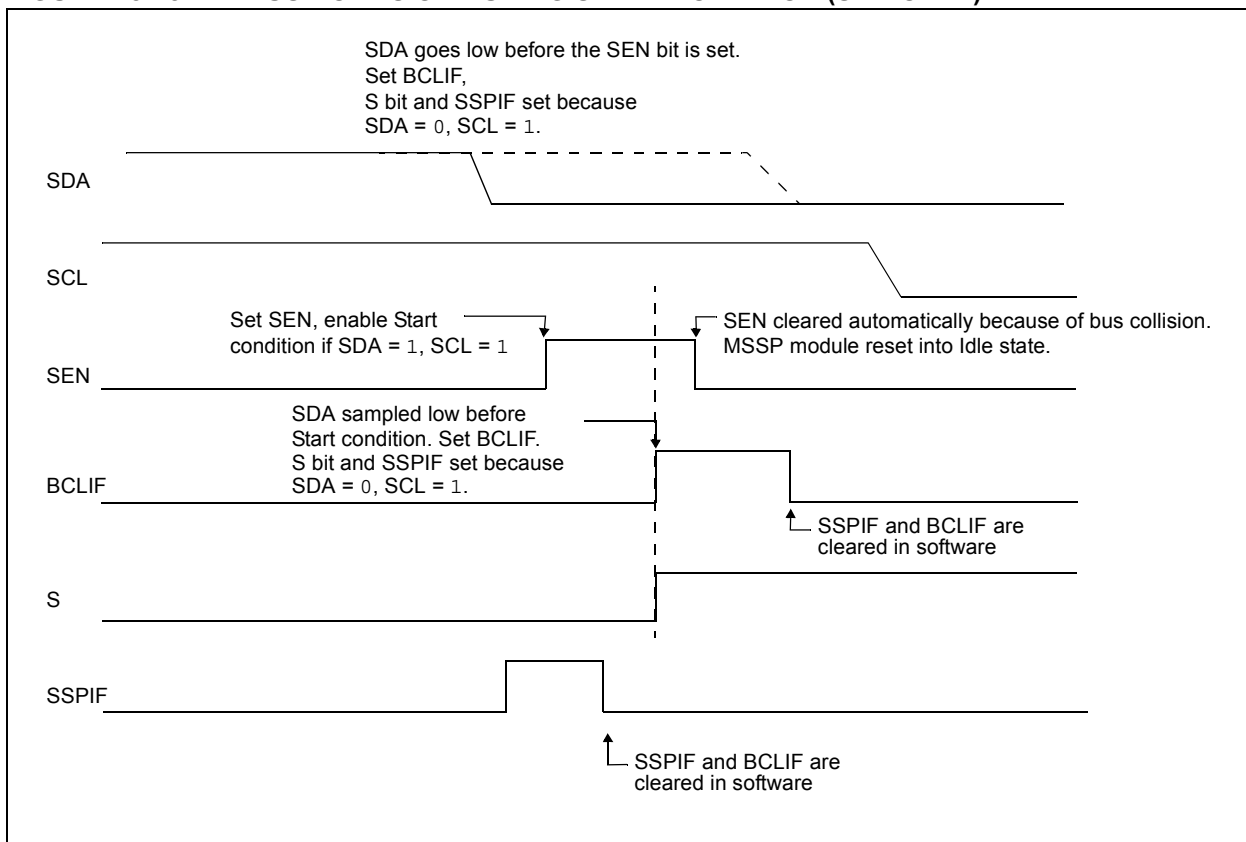 SDA goes low before the SEN bit is set.
Set BCLIF,
S bit and SSPIF set because
SDA = 0, SCL = 1.
SDA
SCL
Set SEN, enable Start
condition if SDA = 1, SCL = 1
SEN cleared automatically because of bus collision.
MSSP module reset into Idle state.
SEN
SDA sampled low before
Start condition. Set BCLIF.
S bit and SSPIF set because
SDA = 0, SCL = 1.
BCLIF
SSPIF and BCLIF are
cleared in software
S
SSPIF
SSPIF and BCLIF are
cleared in software